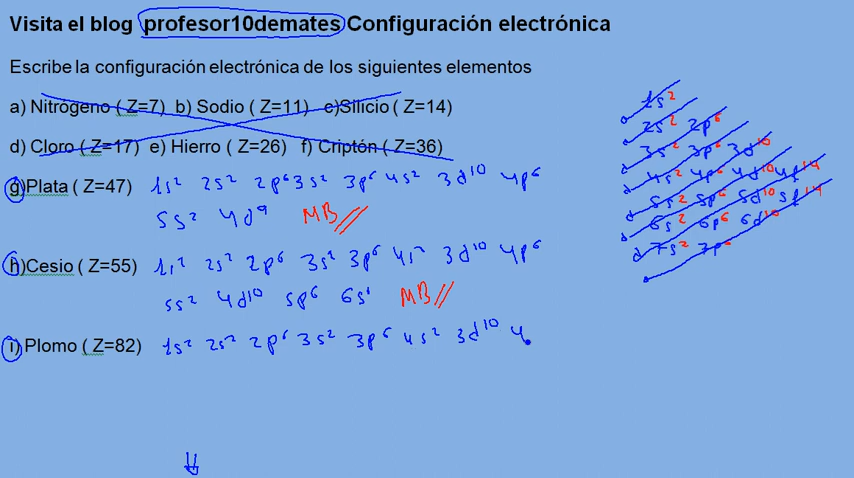 Visita el blog profesor10demates Configuración electrónica
Escribe la configuración electrónica de los siguientes elementos
a) Nitrógeno ( Z=7) b) Sodio ( Z=11) c)Silicio ( Z=14)
d) Cloro ( Z=17) e) Hierro ( Z=26) f) Criptón ( Z=36)
g)Plata ( Z=47) 1s² 2s² 2p⁶ 3s² 3p⁶ 4s² 3d¹⁰ 4p⁶
5s² 4d⁹ MB
h)Cesio ( Z=55) 1s² 2s² 2p⁶ 3s² 3p⁶ 4s² 3d¹⁰ 4p⁶
5s² 4d¹⁰ 5p⁶ 6s¹ MB
i) Plomo ( Z=82) 1s² 2s² 2p⁶ 3s² 3p⁶ 4s² 3d¹⁰ 4
1s²
2s² 2p⁶
3s² 3p⁶ 3d¹⁰
4s² 4p⁶ 4d¹⁰ 4f¹⁴
5s² 5p⁶ 5d¹⁰ 5f¹⁴
6s² 6p⁶ 6d¹⁰
7s² 7p⁶